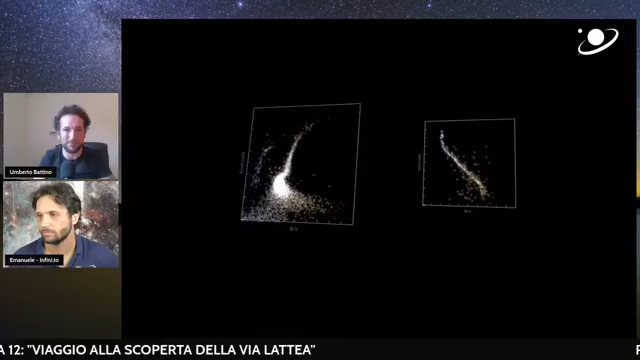 Umberto Battino
Emanuele - Infini.to
B-V
A 12: "VIAGGIO ALLA SCOPERTA DELLA VIA LATTEA"